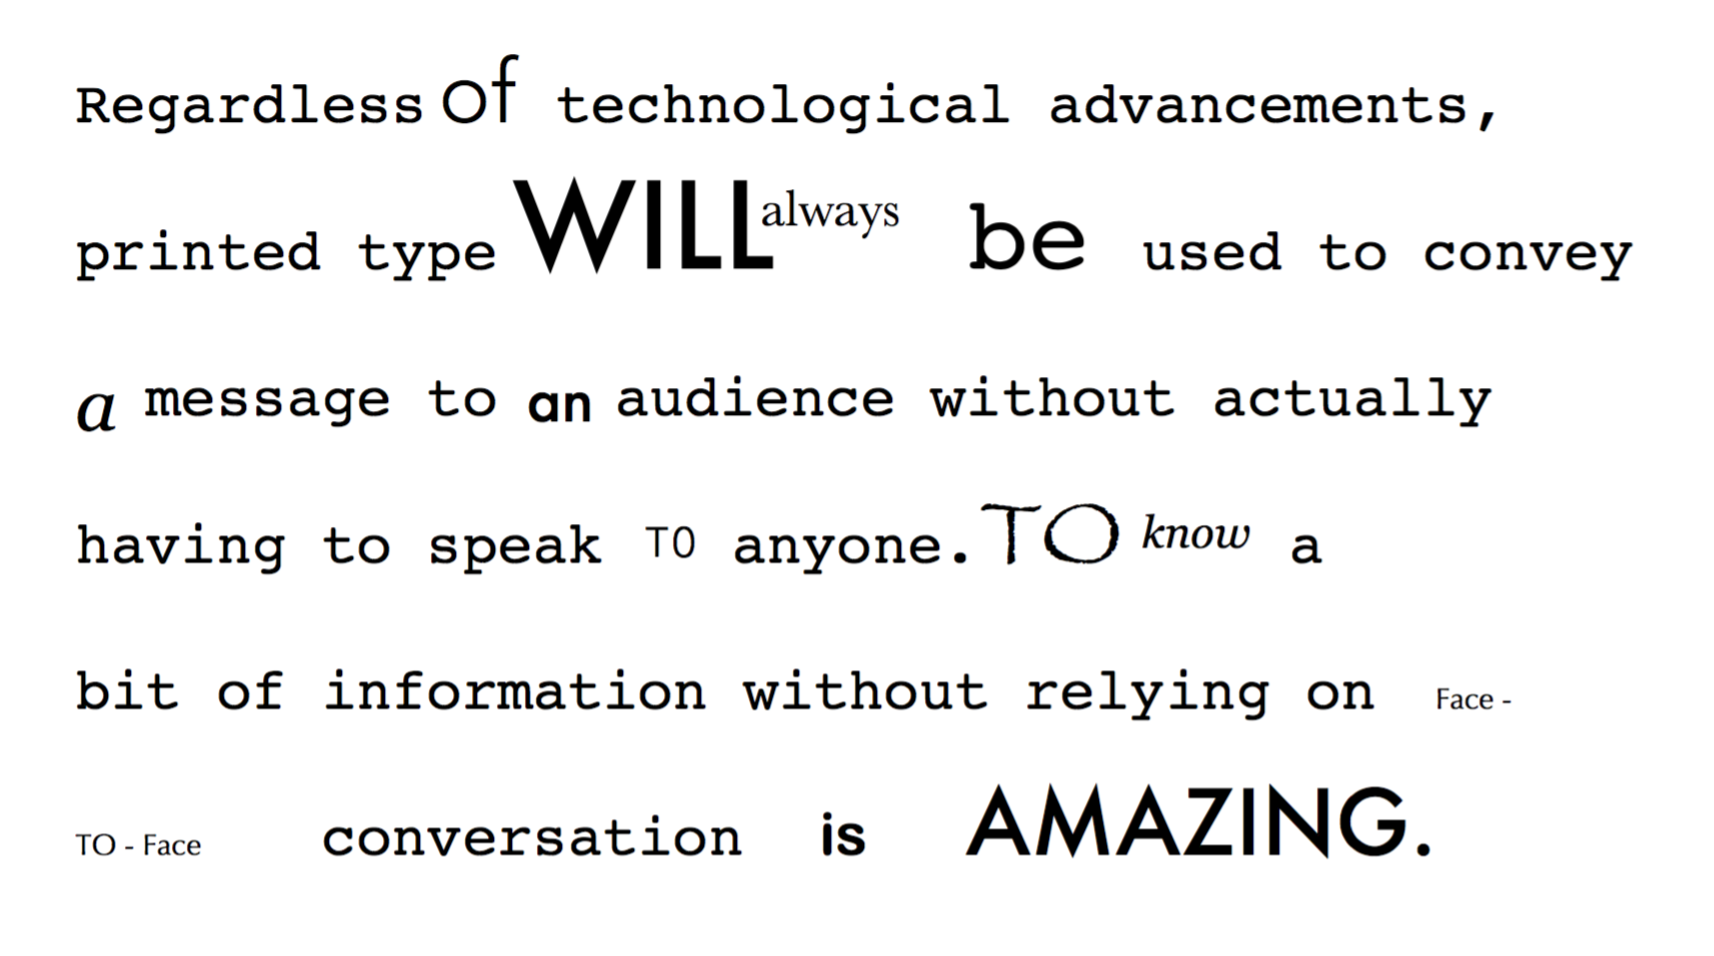 Regardless of technological advancements,
printed type WILL always be used to convey
a message to an audience without actually
having to speak TO anyone. TO know a
bit of information without relying on Face -
TO - Face conversation is AMAZING.